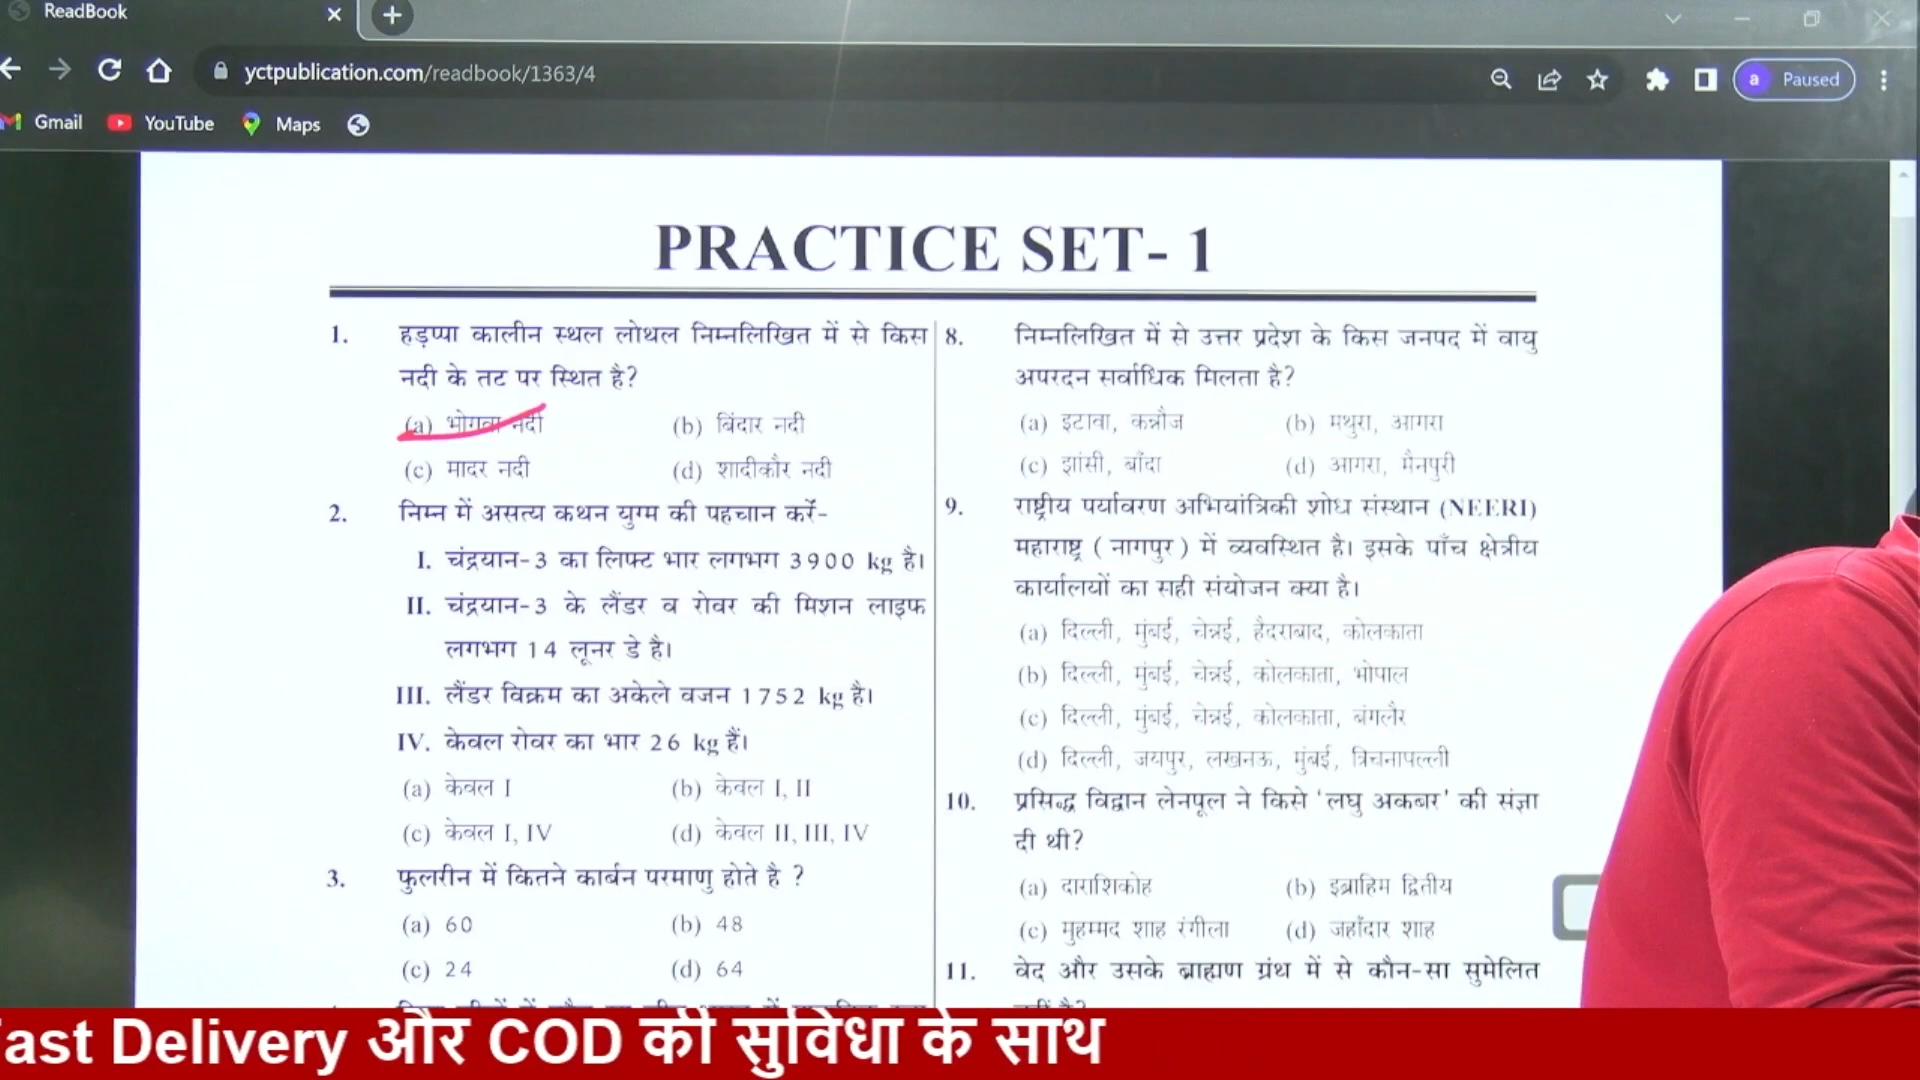 ReadBook
yctpublication.com/readbook/1363/4
Paused
Gmail
YouTube
Maps
PRACTICE SET- 1
1. हड़प्पा कालीन स्थल लोथल निम्नलिखित में से किस
नदी के तट पर स्थित है?
(a) भोगवा नदी (b) बिंदार नदी
(c) मादर नदी (d) शादीकौर नदी
2. निम्न में असत्य कथन युग्म की पहचान करें-
I. चंद्रयान-3 का लिफ्ट भार लगभग 3900 kg है।
II. चंद्रयान-3 के लैंडर व रोवर की मिशन लाइफ
लगभग 14 लूनर डे है।
III. लैंडर विक्रम का अकेले वजन 1752 kg है।
IV. केवल रोवर का भार 26 kg हैं।
(a) केवल I (b) केवल I, II
(c) केवल I, IV (d) केवल II, III, IV
3. फुलरीन में कितने कार्बन परमाणु होते है ?
(a) 60 (b) 48
(c) 24 (d) 64
8. निम्नलिखित में से उत्तर प्रदेश के किस जनपद में वायु
अपरदन सर्वाधिक मिलता है?
(a) इटावा, कन्नौज (b) मथुरा, आगरा
(c) झांसी, बाँदा (d) आगरा, मैनपुरी
9. राष्ट्रीय पर्यावरण अभियांत्रिकी शोध संस्थान (NEERI)
महाराष्ट्र ( नागपुर ) में व्यवस्थित है। इसके पाँच क्षेत्रीय
कार्यालयों का सही संयोजन क्या है।
(a) दिल्ली, मुंबई, चेन्नई, हैदराबाद, कोलकाता
(b) दिल्ली, मुंबई, चेन्नई, कोलकाता, भोपाल
(c) दिल्ली, मुंबई, चेन्नई, कोलकाता, बंगलौर
(d) दिल्ली, जयपुर, लखनऊ, मुंबई, त्रिचनापल्ली
10. प्रसिद्ध विद्वान लेनपूल ने किसे 'लघु अकबर' की संज्ञा
दी थी?
(a) दाराशिकोह (b) इब्राहिम द्वितीय
(c) मुहम्मद शाह रंगीला (d) जहाँदार शाह
11. वेद और उसके ब्राह्मण ग्रंथ में से कौन-सा सुमेलित
ast Delivery और COD की सुविधा के साथ